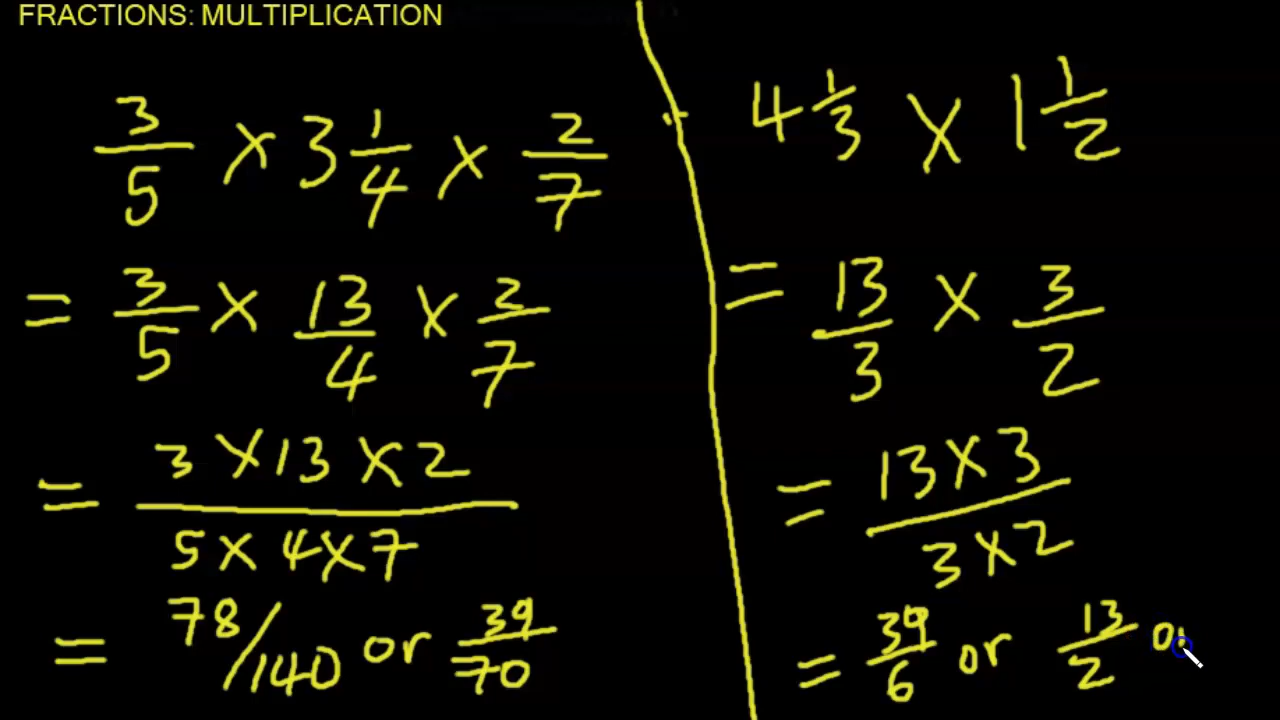 FRACTIONS: MULTIPLICATION
3/5 × 3 1/4 × 2/7
= 3/5 × 13/4 × 2/7
= 3 × 13 × 2 / 5 × 4 × 7
= 78/140 or 39/70
4 1/3 × 1 1/2
= 13/3 × 3/2
= 13 × 3 / 3 × 2
= 39/6 or 13/2 o